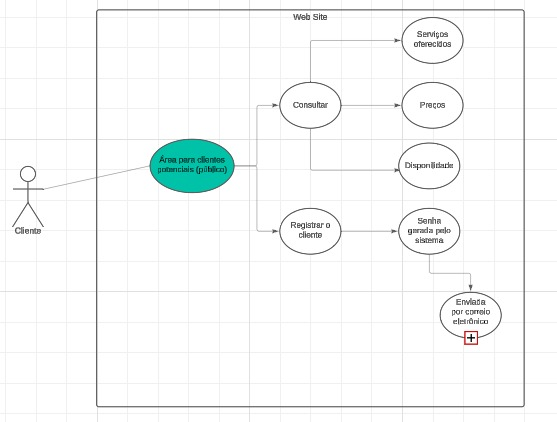 Web Site
Serviços
oferecidos
Consultar
Preços
Área para clientes
potenciais (público)
Disponilidade
Cliente
Registrar o
cliente
Senha
gerada pelo
sistema
Enviada
por correio
eletrônico